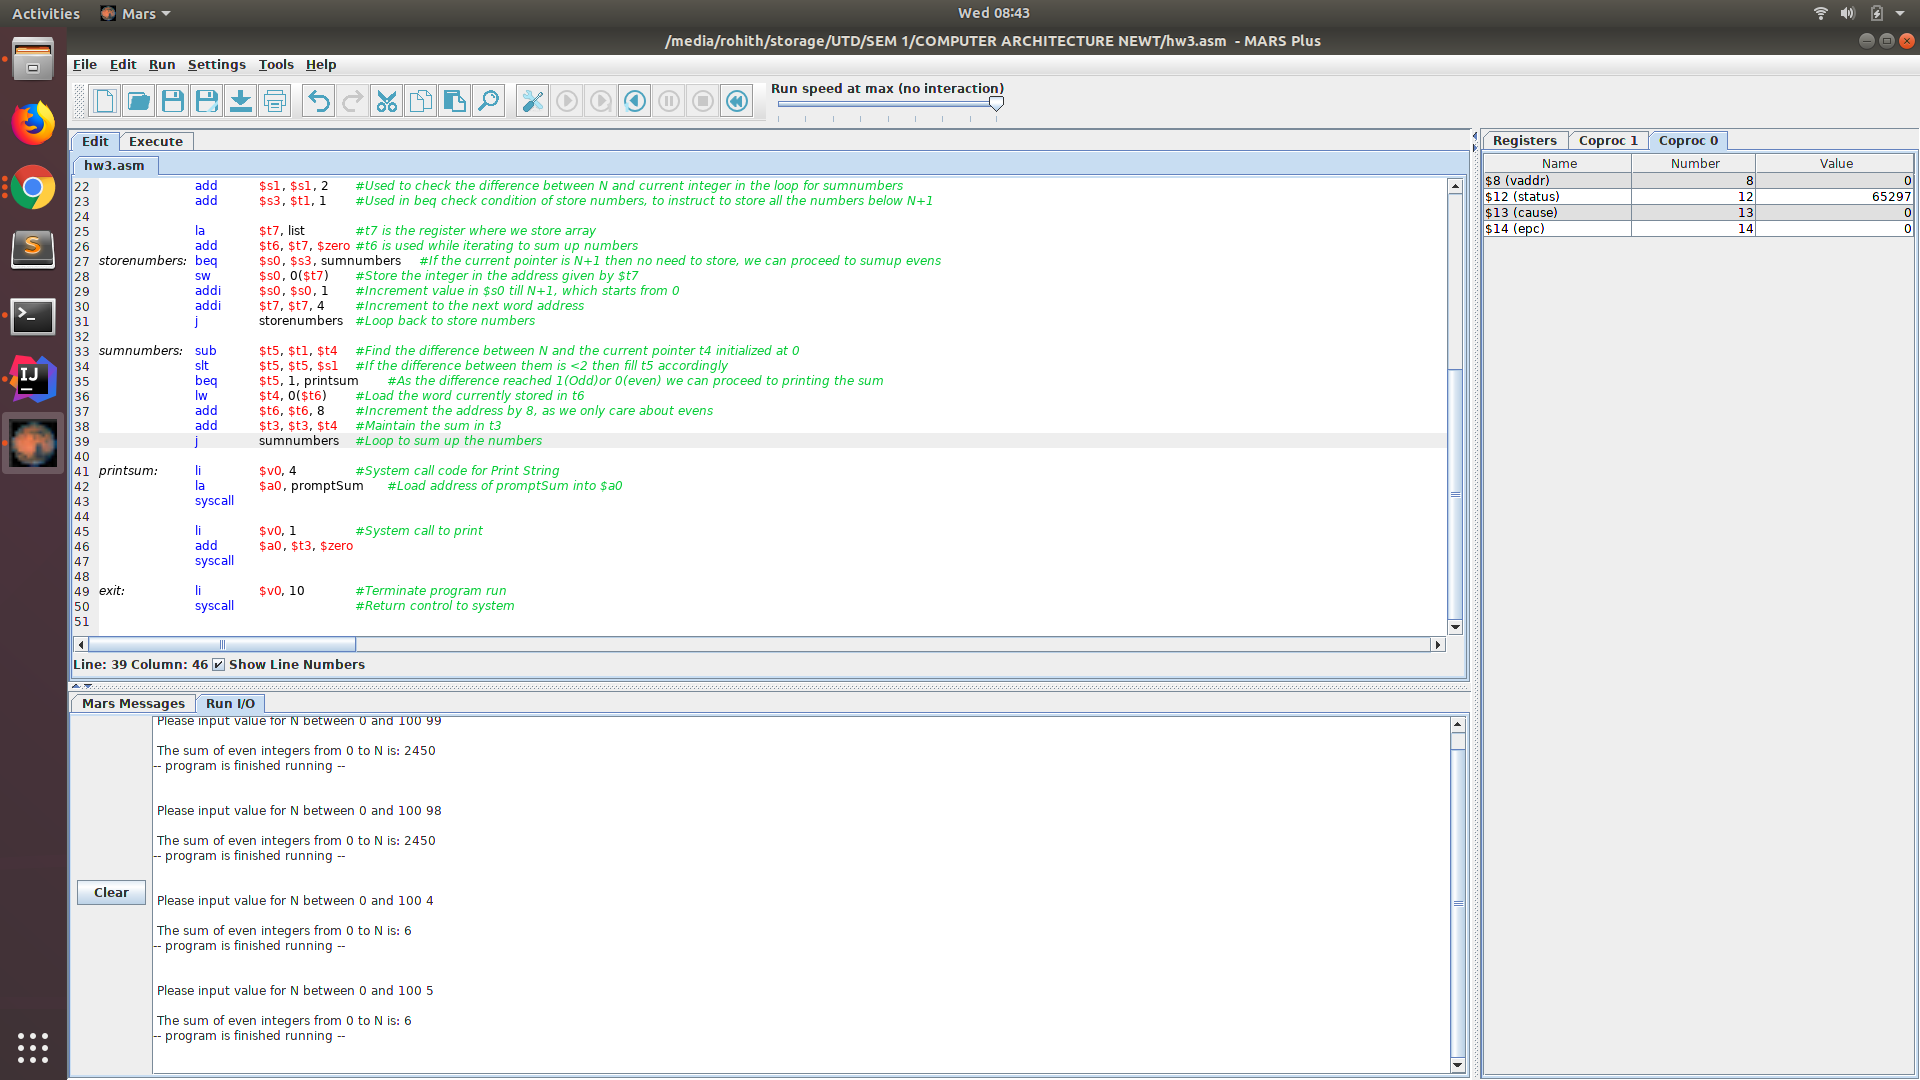 Activities Mars Wed 08:43
/media/rohith/storage/UTD/SEM 1/COMPUTER ARCHITECTURE NEWT/hw3.asm - MARS Plus
File Edit Run Settings Tools Help
Run speed at max (no interaction)
Edit Execute
hw3.asm
22 add $s1, $s1, 2 #Used to check the difference between N and current integer in the loop for sumnumbers
23 add $s3, $t1, 1 #Used in beq check condition of store numbers, to instruct to store all the numbers below N+1
24
25 la $t7, list #t7 is the register where we store array
26 add $t6, $t7, $zero #t6 is used while iterating to sum up numbers
27 storenumbers: beq $s0, $s3, sumnumbers #If the current pointer is N+1 then no need to store, we can proceed to sumup evens
28 sw $s0, 0($t7) #Store the integer in the address given by $t7
29 addi $s0, $s0, 1 #Increment value in $s0 till N+1, which starts from 0
30 addi $t7, $t7, 4 #Increment to the next word address
31 j storenumbers #Loop back to store numbers
32
33 sumnumbers: sub $t5, $t1, $t4 #Find the difference between N and the current pointer t4 initialized at 0
34 slt $t5, $t5, $s1 #If the difference between them is <2 then fill t5 accordingly
35 beq $t5, 1, printsum #As the difference reached 1(Odd)or 0(even) we can proceed to printing the sum
36 lw $t4, 0($t6) #Load the word currently stored in t6
37 add $t6, $t6, 8 #Increment the address by 8, as we only care about evens
38 add $t3, $t3, $t4 #Maintain the sum in t3
39 j sumnumbers #Loop to sum up the numbers
40
41 printsum: li $v0, 4 #System call code for Print String
42 la $a0, promptSum #Load address of promptSum into $a0
43 syscall
44
45 li $v0, 1 #System call to print
46 add $a0, $t3, $zero
47 syscall
48
49 exit: li $v0, 10 #Terminate program run
50 syscall #Return control to system
51
Line: 39 Column: 46 Show Line Numbers
Mars Messages Run I/O
Please input value for N between 0 and 100 99
The sum of even integers from 0 to N is: 2450
-- program is finished running --
Please input value for N between 0 and 100 98
The sum of even integers from 0 to N is: 2450
-- program is finished running --
Please input value for N between 0 and 100 4
The sum of even integers from 0 to N is: 6
-- program is finished running --
Please input value for N between 0 and 100 5
The sum of even integers from 0 to N is: 6
-- program is finished running --
Clear
Registers Coproc 1 Coproc 0
Name Number Value
$8 (vaddr) 8 0
$12 (status) 12 65297
$13 (cause) 13 0
$14 (epc) 14 0